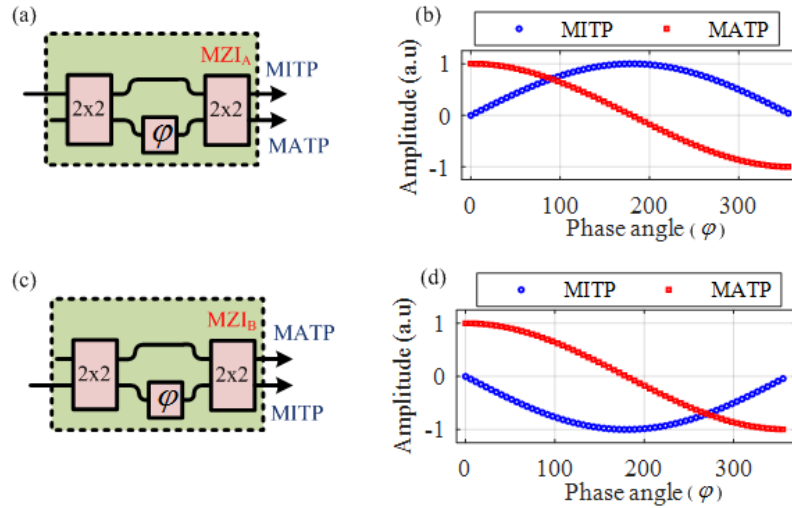 (a)
MZI_A
MITP
2x2
φ
2x2
MATP
(b)
MITP
MATP
Amplitude (a.u)
1
0
-1
0
100
200
300
Phase angle (φ)
(c)
MZI_B
MATP
2x2
φ
2x2
MITP
(d)
MITP
MATP
Amplitude (a.u)
1
0
-1
0
100
200
300
Phase angle (φ)